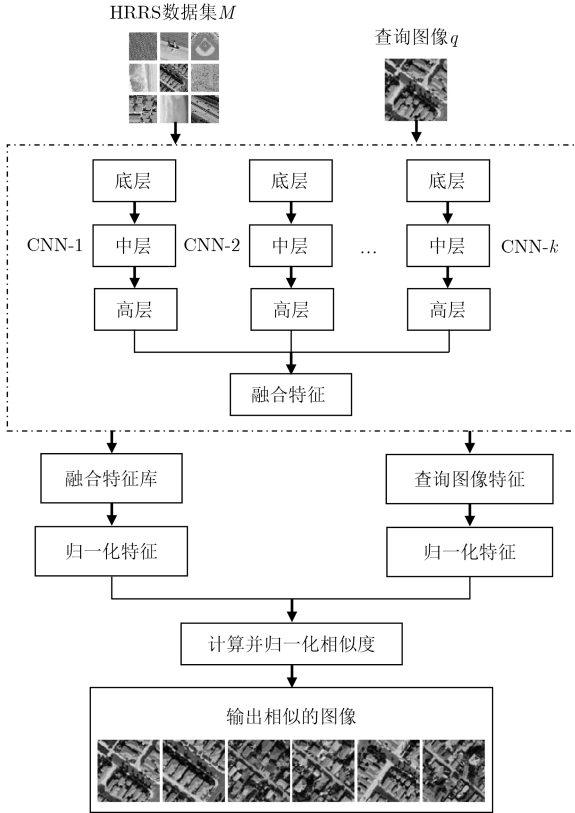 HRRS数据集M
查询图像q
底层 底层 底层
CNN-1 中层 CNN-2 中层 … 中层 CNN-k
高层 高层 高层
融合特征
融合特征库 查询图像特征
归一化特征 归一化特征
计算并归一化相似度
输出相似的图像